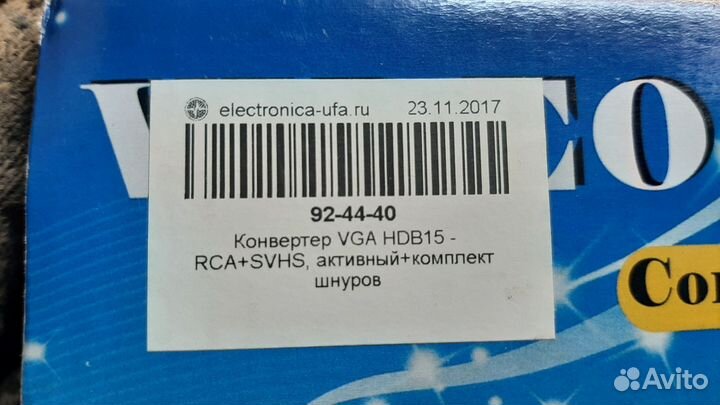 electronica-ufa.ru 23.11.2017
92-44-40
Конвертер VGA HDB15 -
RCA+SVHS, активный+комплект
шнуров
Avito